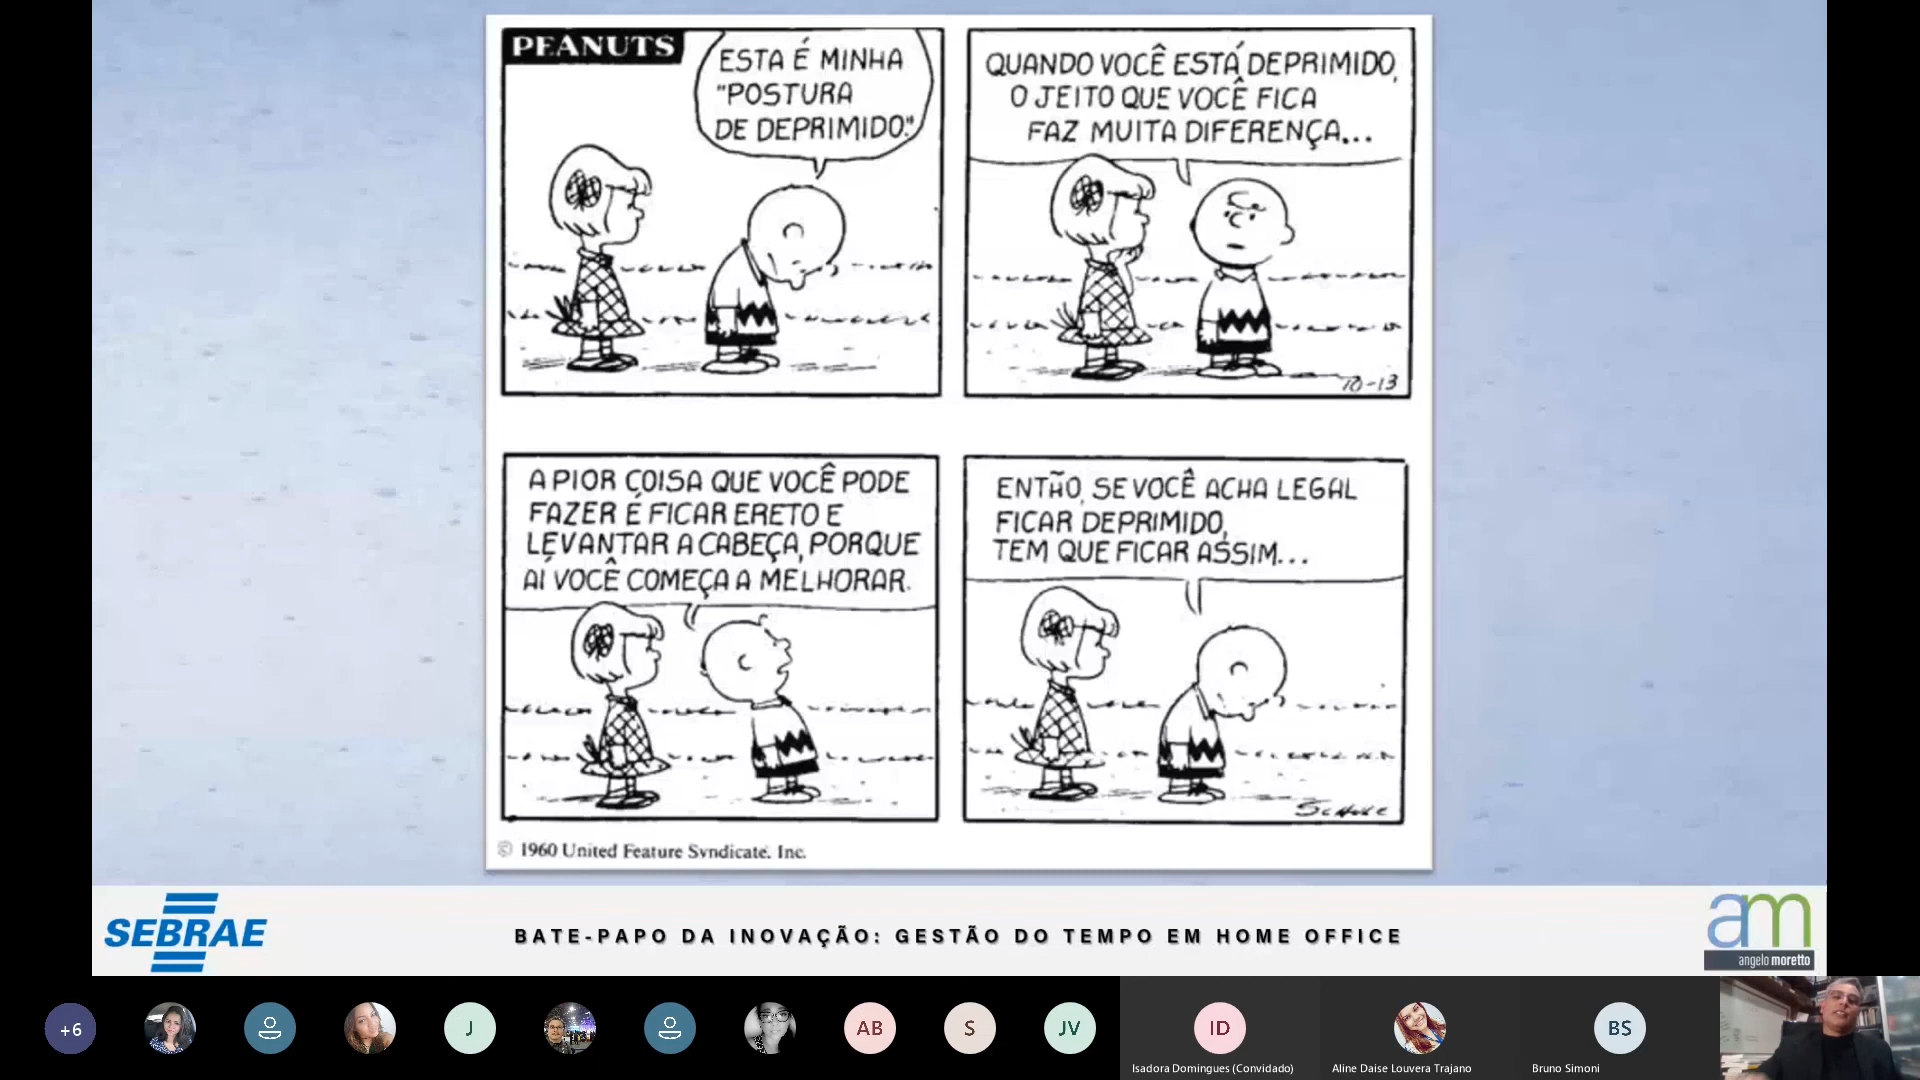 PEANUTS
ESTA É MINHA
"POSTURA
DE DEPRIMIDO."
QUANDO VOCÊ ESTÁ DEPRIMIDO,
O JEITO QUE VOCÊ FICA
FAZ MUITA DIFERENÇA...
10-13
A PIOR COISA QUE VOCÊ PODE
FAZER É FICAR ERETO E
LEVANTAR A CABEÇA, PORQUE
AÍ VOCÊ COMEÇA A MELHORAR.
ENTÃO, SE VOCÊ ACHA LEGAL
FICAR DEPRIMIDO,
TEM QUE FICAR ASSIM...
SCHULZ
© 1960 United Feature Syndicate, Inc.
SEBRAE
BATE-PAPO DA INOVAÇÃO: GESTÃO DO TEMPO EM HOME OFFICE
am
angelo moretto
+6
J
AB
S
JV
ID
BS
Isadora Domingues (Convidado)
Aline Daise Louvera Trajano
Bruno Simoni